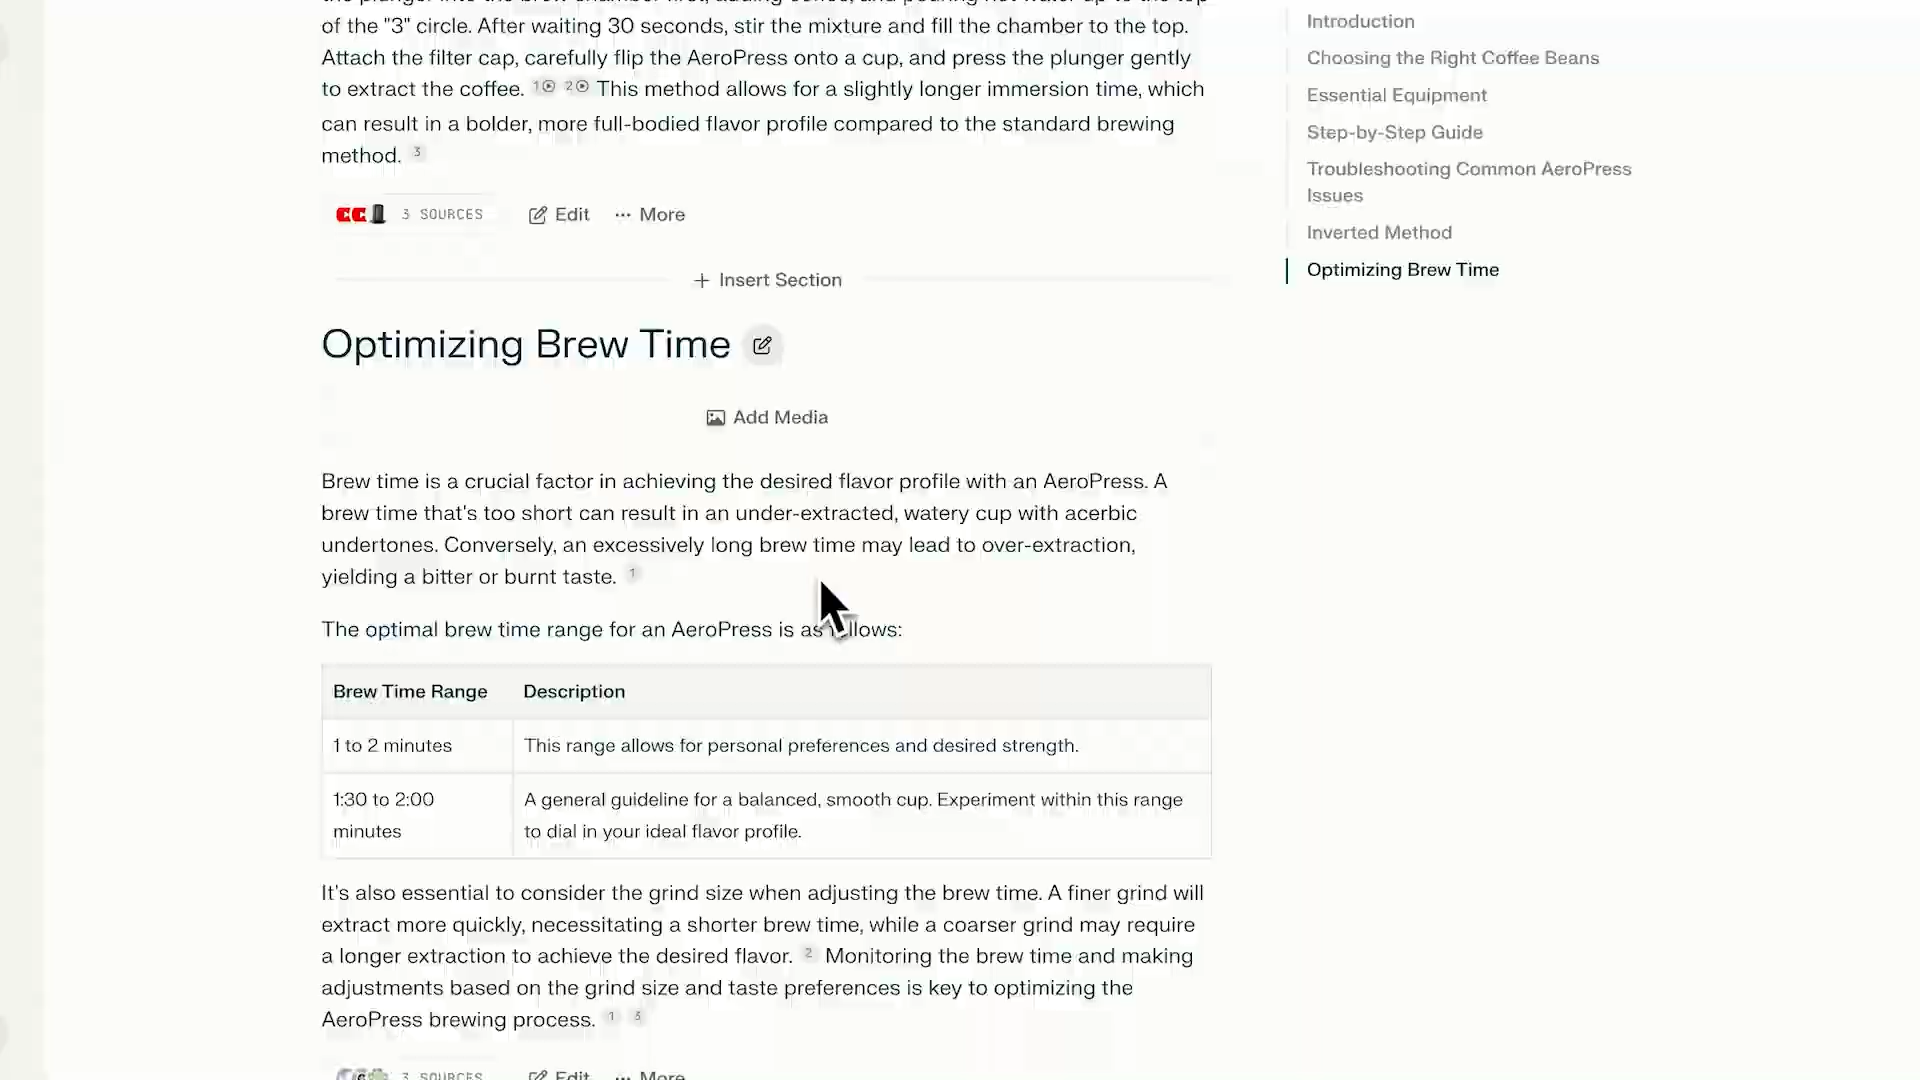 of the "3" circle. After waiting 30 seconds, stir the mixture and fill the chamber to the top.
Attach the filter cap, carefully flip the AeroPress onto a cup, and press the plunger gently
to extract the coffee. 1 2 This method allows for a slightly longer immersion time, which
can result in a bolder, more full-bodied flavor profile compared to the standard brewing
method. 3
3 SOURCES Edit ... More
+ Insert Section
Optimizing Brew Time
Add Media
Brew time is a crucial factor in achieving the desired flavor profile with an AeroPress. A
brew time that's too short can result in an under-extracted, watery cup with acerbic
undertones. Conversely, an excessively long brew time may lead to over-extraction,
yielding a bitter or burnt taste. 1
The optimal brew time range for an AeroPress is as llows:
Brew Time Range Description
1 to 2 minutes This range allows for personal preferences and desired strength.
1:30 to 2:00 A general guideline for a balanced, smooth cup. Experiment within this range
minutes to dial in your ideal flavor profile.
It's also essential to consider the grind size when adjusting the brew time. A finer grind will
extract more quickly, necessitating a shorter brew time, while a coarser grind may require
a longer extraction to achieve the desired flavor. 2 Monitoring the brew time and making
adjustments based on the grind size and taste preferences is key to optimizing the
AeroPress brewing process. 1 3
3 SOURCES Edit ... More
Introduction
Choosing the Right Coffee Beans
Essential Equipment
Step-by-Step Guide
Troubleshooting Common AeroPress
Issues
Inverted Method
Optimizing Brew Time